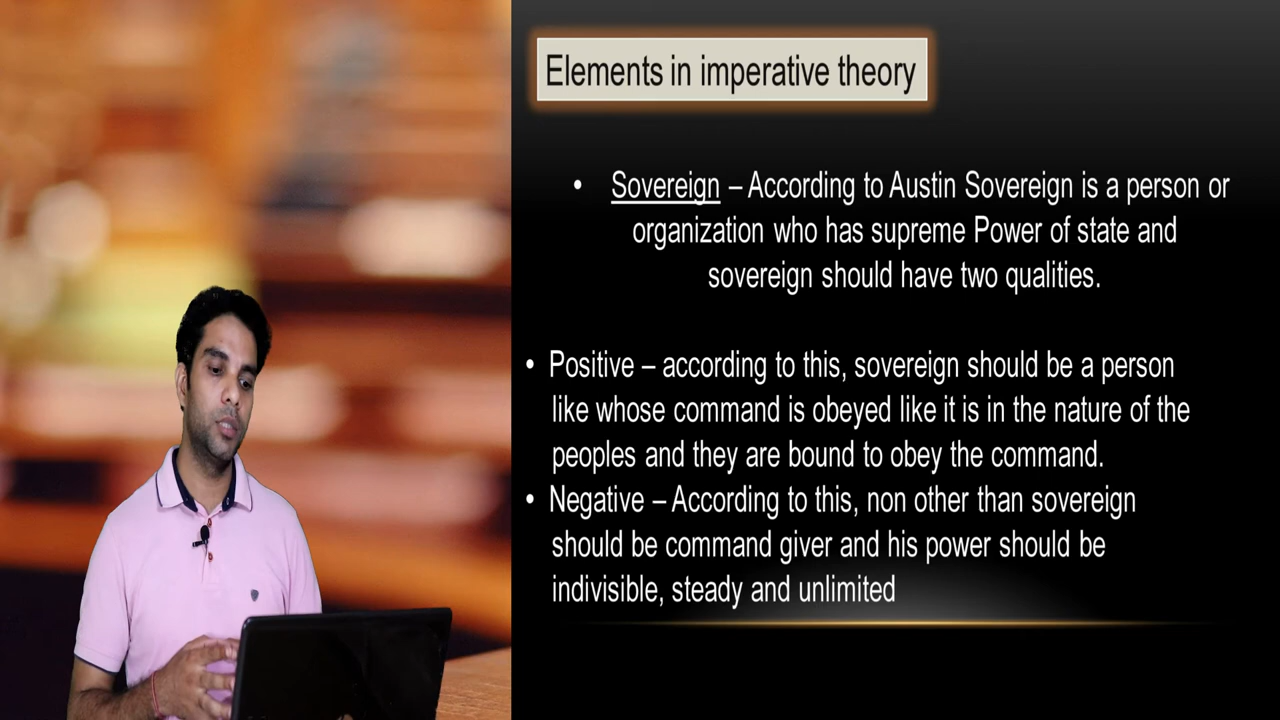 Elements in imperative theory
• Sovereign – According to Austin Sovereign is a person or
organization who has supreme Power of state and
sovereign should have two qualities.
• Positive – according to this, sovereign should be a person
like whose command is obeyed like it is in the nature of the
peoples and they are bound to obey the command.
• Negative – According to this, non other than sovereign
should be command giver and his power should be
indivisible, steady and unlimited